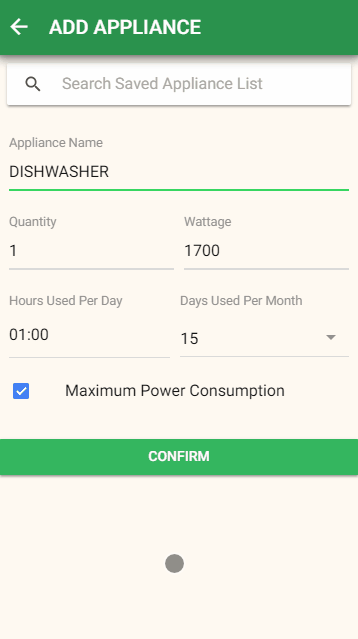 ADD APPLIANCE
Search Saved Appliance List
Appliance Name
DISHWASHER
Quantity
Wattage
1
1700
Hours Used Per Day
Days Used Per Month
01:00
15
Maximum Power Consumption
CONFIRM